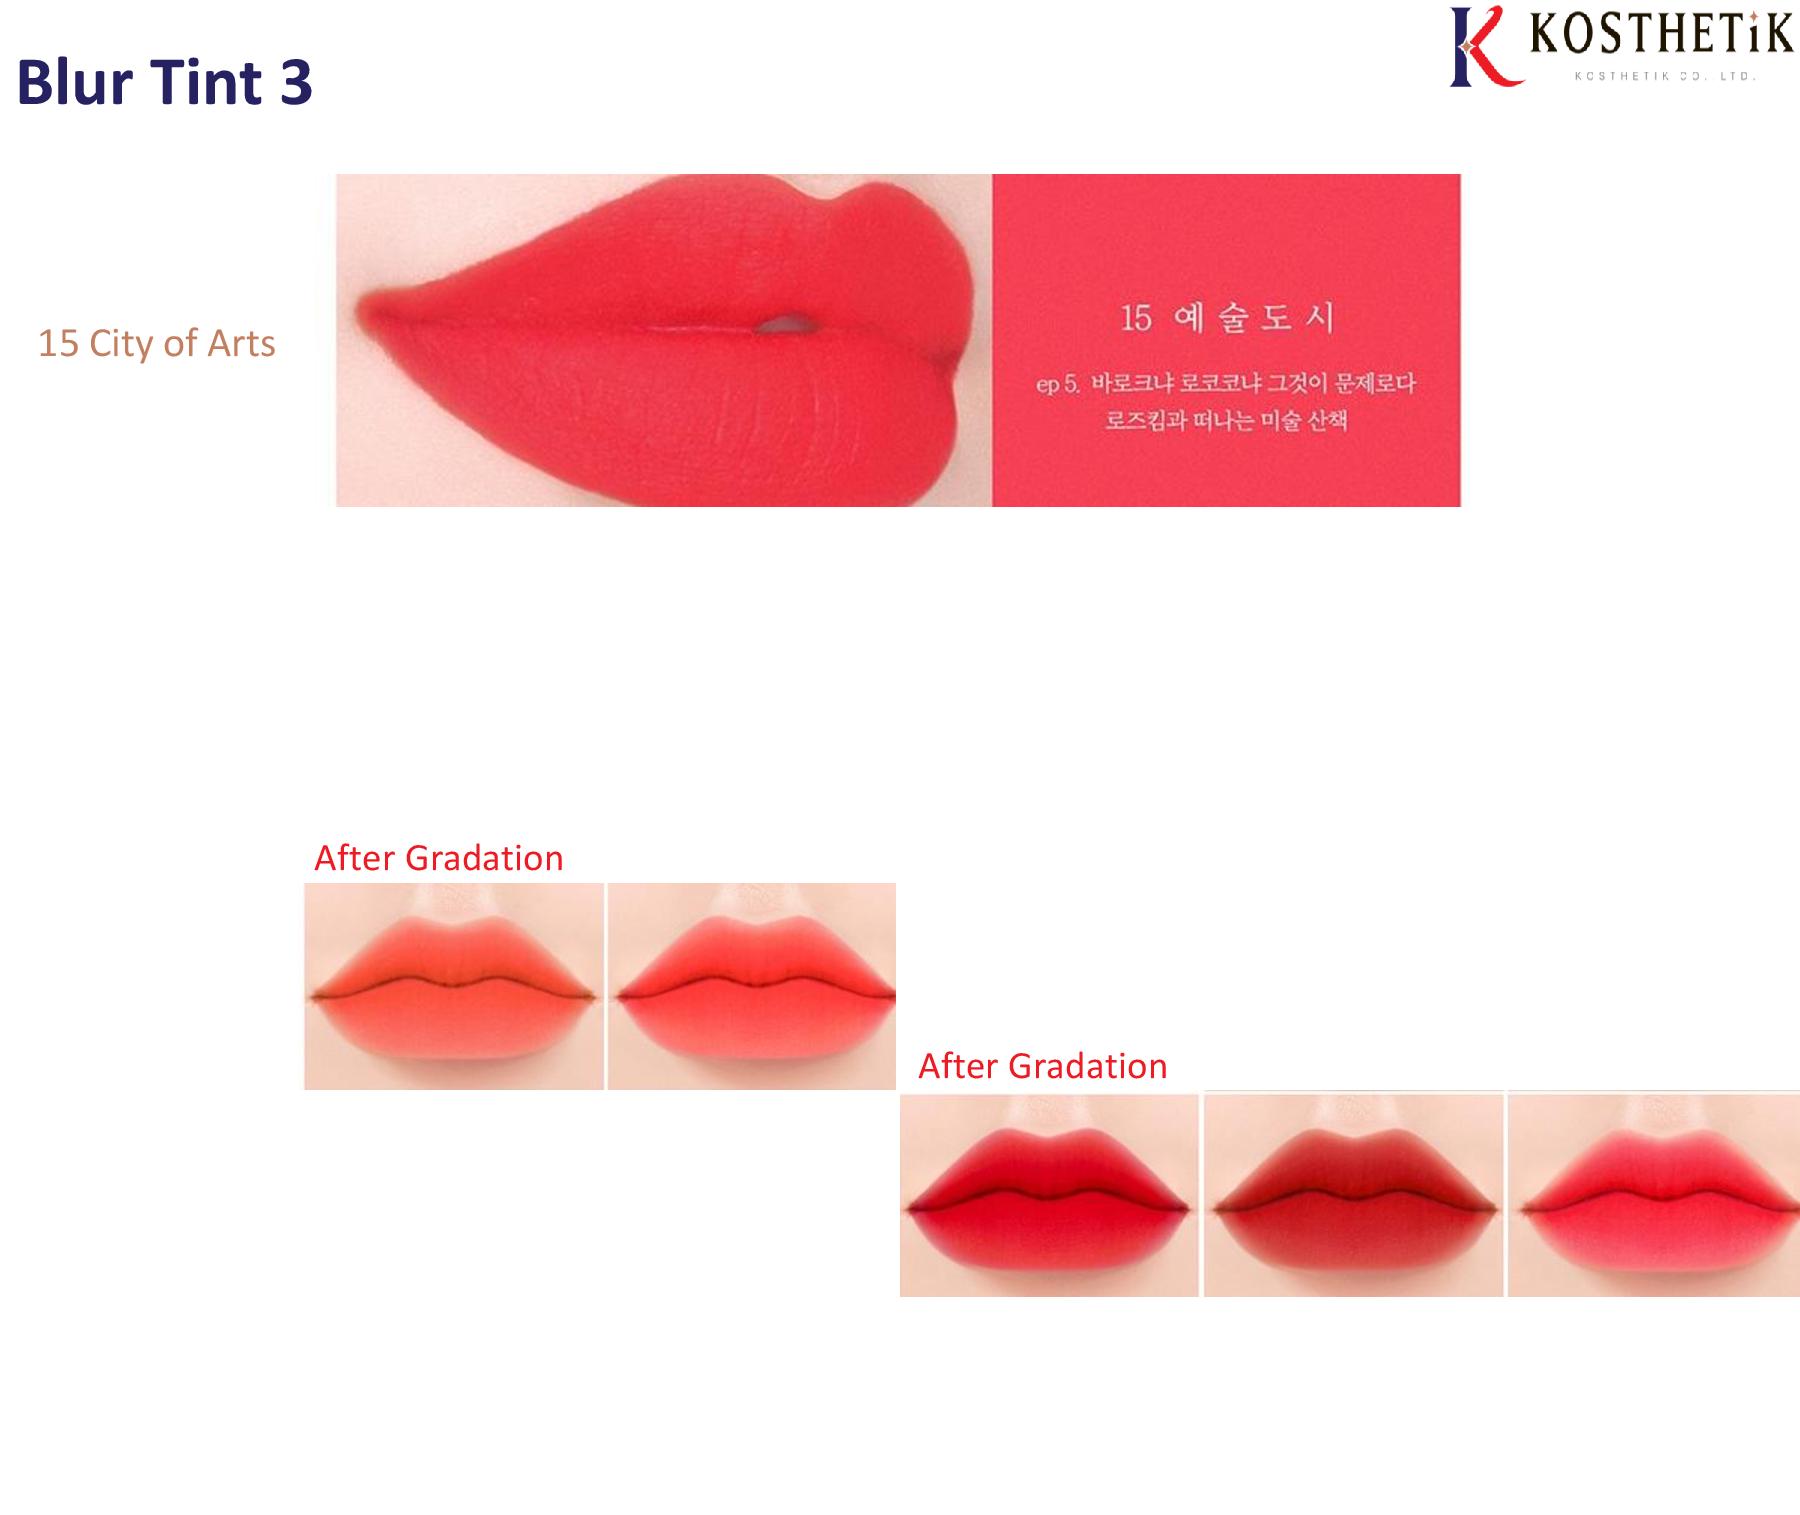 Blur Tint 3
KOSTHETiK
KOSTHETIK CO. LTD.
15 City of Arts
15 예술도시
ep 5. 바로크냐 로코코냐 그것이 문제로다
로즈킴과 떠나는 미술 산책
After Gradation
After Gradation